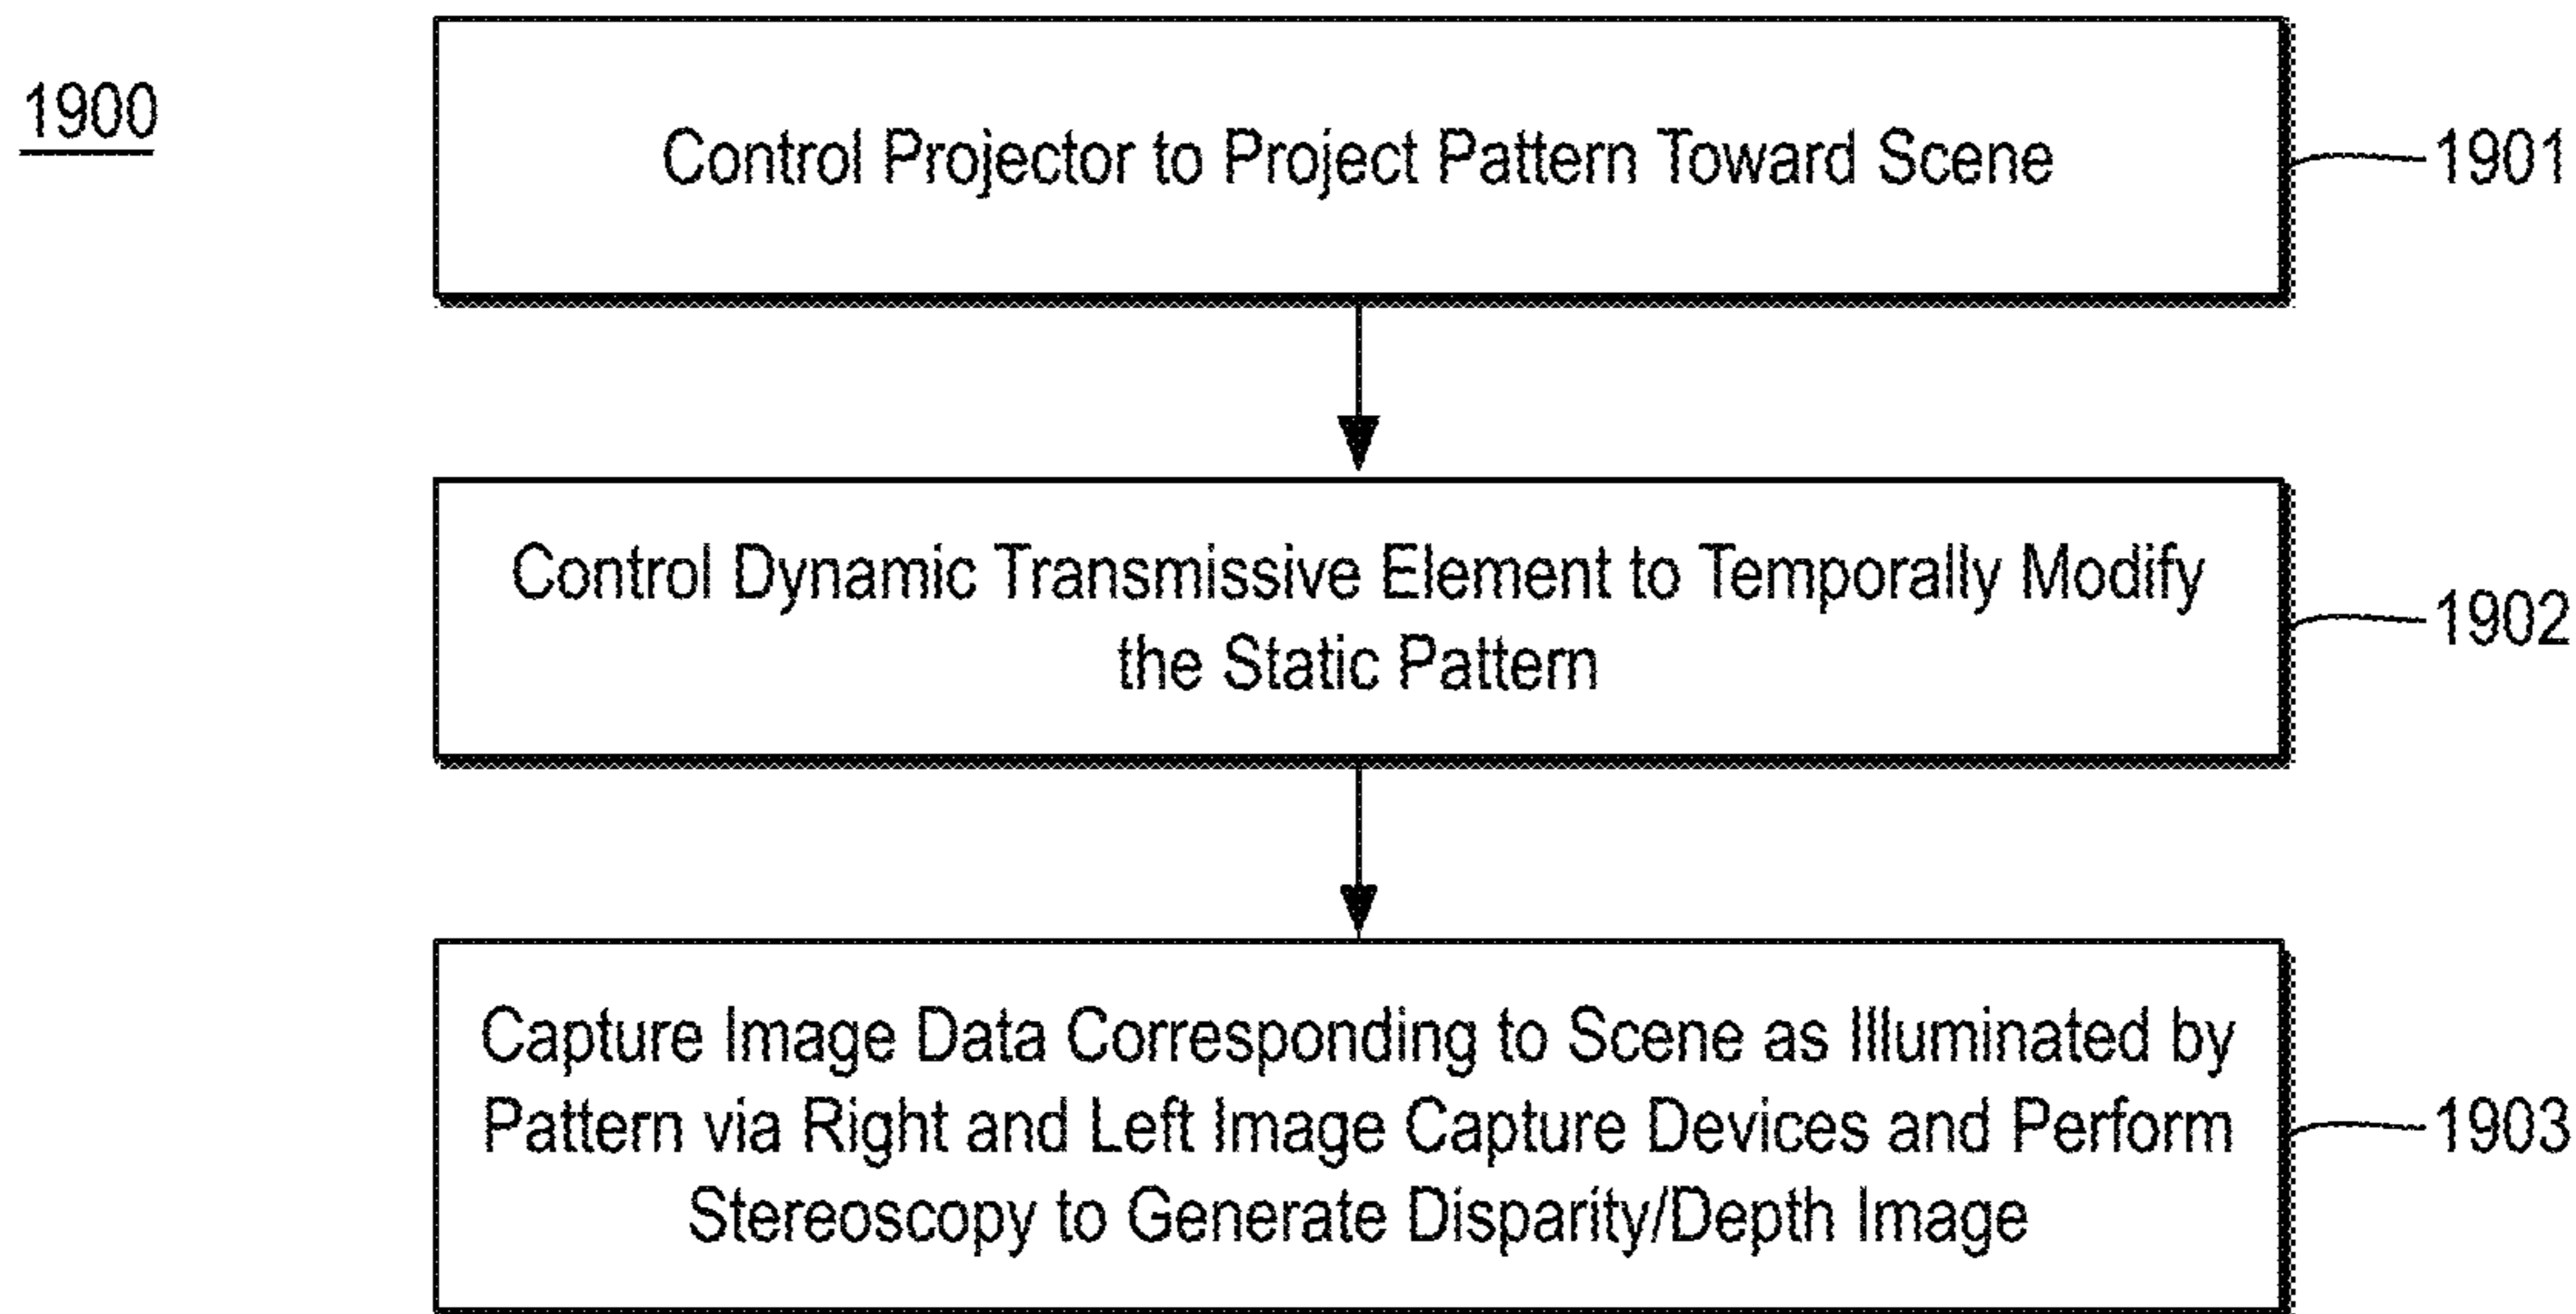 1900
Control Projector to Project Pattern Toward Scene
1901
Control Dynamic Transmissive Element to Temporally Modify
the Static Pattern
1902
Capture Image Data Corresponding to Scene as Illuminated by
Pattern via Right and Left Image Capture Devices and Perform
Stereoscopy to Generate Disparity/Depth Image
1903